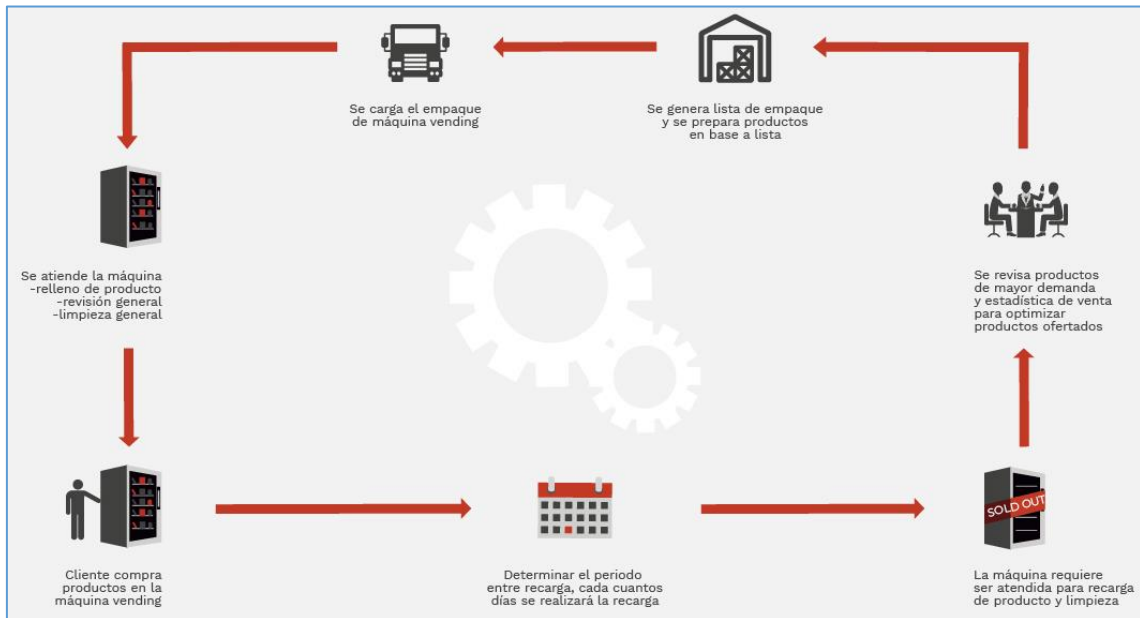 Se carga el empaque
de máquina vending
Se genera lista de empaque
y se prepara productos
en base a lista
Se atiende la máquina
-relleno de producto
-revisión general
-limpieza general
Se revisa productos
de mayor demanda
y estadística de venta
para optimizar
productos ofertados
SOLD OUT
Cliente compra
productos en la
máquina vending
Determinar el periodo
entre recarga, cada cuantos
días se realizará la recarga
La máquina requiere
ser atendida para recarga
de producto y limpieza